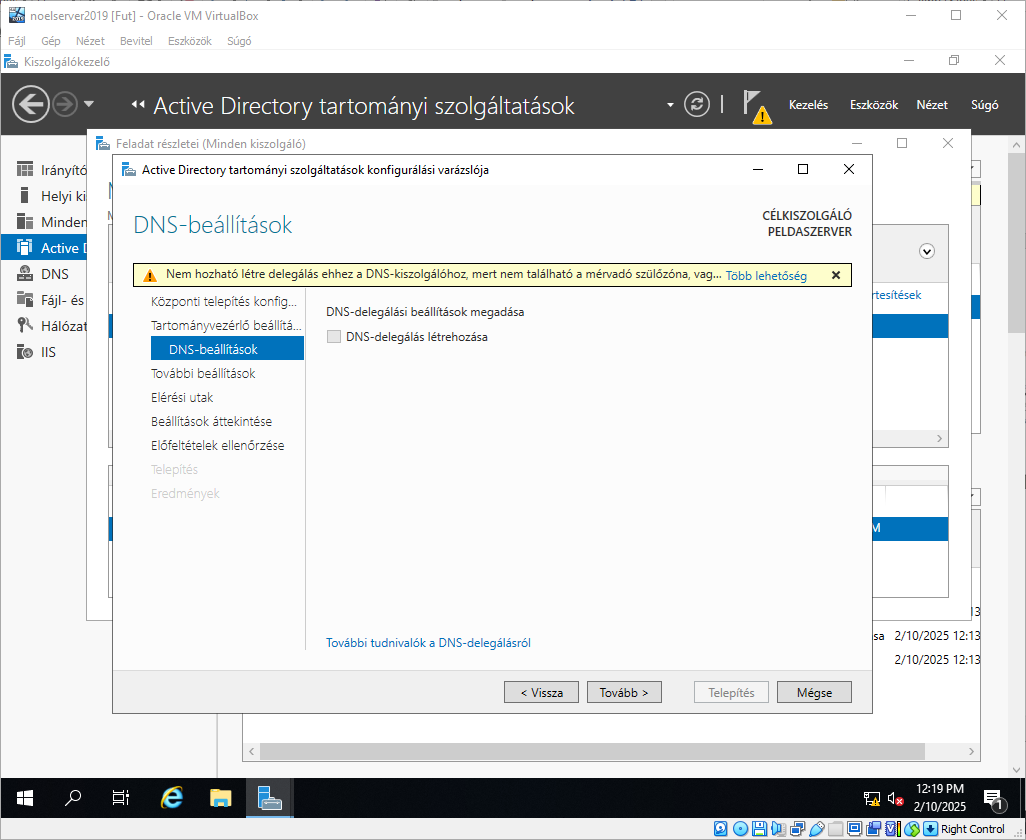 noelserver2019 [Fut] - Oracle VM VirtualBox
Fájl Gép Nézet Bevitel Eszközök Súgó
Kiszolgálókezelő
Active Directory tartományi szolgáltatások
Kezelés Eszközök Nézet Súgó
Feladat részletei (Minden kiszolgáló)
Active Directory tartományi szolgáltatások konfigurálási varázslója
Irányító
Helyi ki
Minden
Active D
DNS
Fájl- és
Hálózat
IIS
DNS-beállítások
CÉLKISZOLGÁLÓ
PELDASZERVER
Nem hozható létre delegálás ehhez a DNS-kiszolgálóhoz, mert nem található a mérvadó szülőzóna, vag... Több lehetőség
Központi telepítés konfig...
Tartományvezérlő beállítá...
DNS-beállítások
További beállítások
Elérési utak
Beállítások áttekintése
Előfeltételek ellenőrzése
Telepítés
Eredmények
DNS-delegálási beállítások megadása
DNS-delegálás létrehozása
További tudnivalók a DNS-delegálásról
rtesítések
M
13
sa 2/10/2025 12:13
2/10/2025 12:13
< Vissza Tovább > Telepítés Mégse
12:19 PM
2/10/2025
1
Right Control